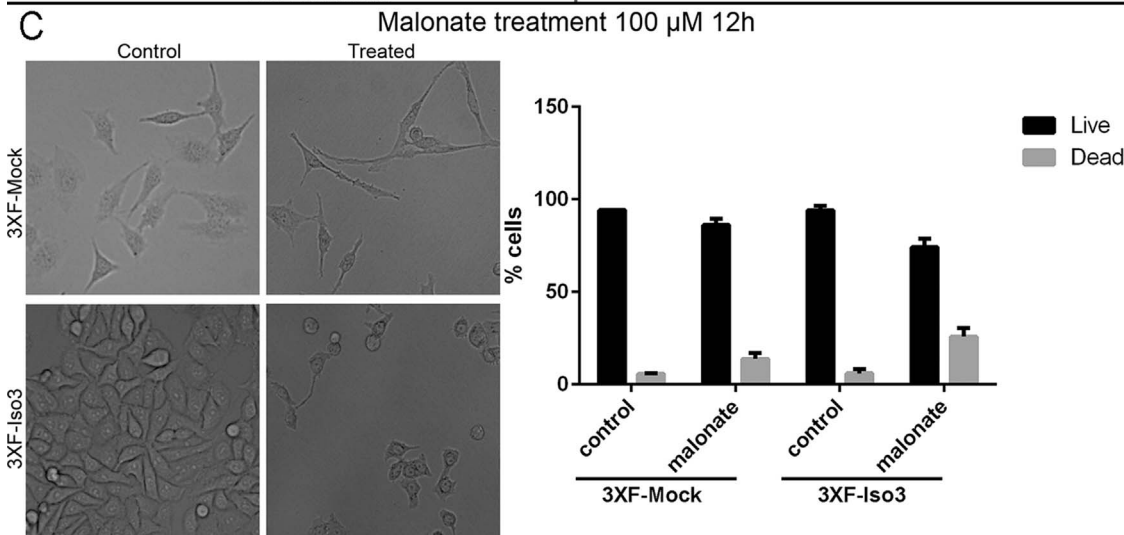 C
Malonate treatment 100 µM 12h
Control
Treated
3XF-Mock
3XF-Iso3
% cells
150
100
50
0
Live
Dead
control
malonate
control
malonate
3XF-Mock
3XF-Iso3